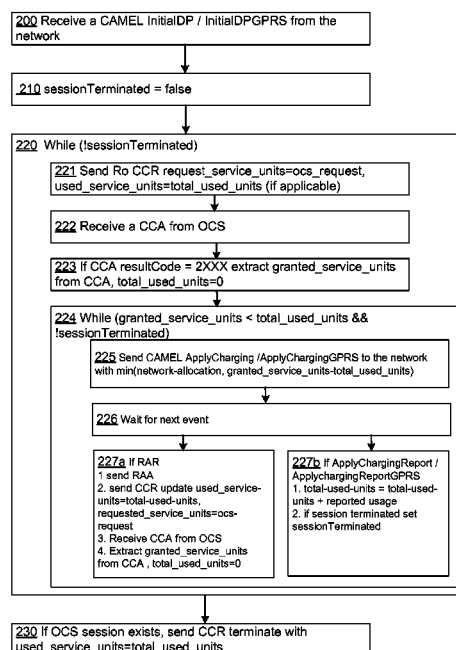 200 Receive a CAMEL InitialDP / InitialDPGPRS from the
network
210 sessionTerminated = false
220 While (!sessionTerminated)
221 Send Ro CCR request_service_units=ocs_request,
used_service_units=total_used_units (if applicable)
222 Receive a CCA from OCS
223 If CCA resultCode = 2XXX extract granted_service_units
from CCA, total_used_units=0
224 While (granted_service_units < total_used_units &&
!sessionTerminated)
225 Send CAMEL ApplyCharging /ApplyChargingGPRS to the network
with min(network-allocation, granted_service_units-total_used_units)
226 Wait for next event
227a If RAR
1 send RAA
2. send CCR update used_service-
units=total-used-units,
requested_service_units=ocs-
request
3. Receive CCA from OCS
4. Extract granted_service_units
from CCA , total_used_units=0
227b If ApplyChargingReport /
ApplychargingReportGPRS
1. total-used-units = total-used-
units + reported usage
2. if session terminated set
sessionTerminated
230 If OCS session exists, send CCR terminate with
used_service_units=total_used_units